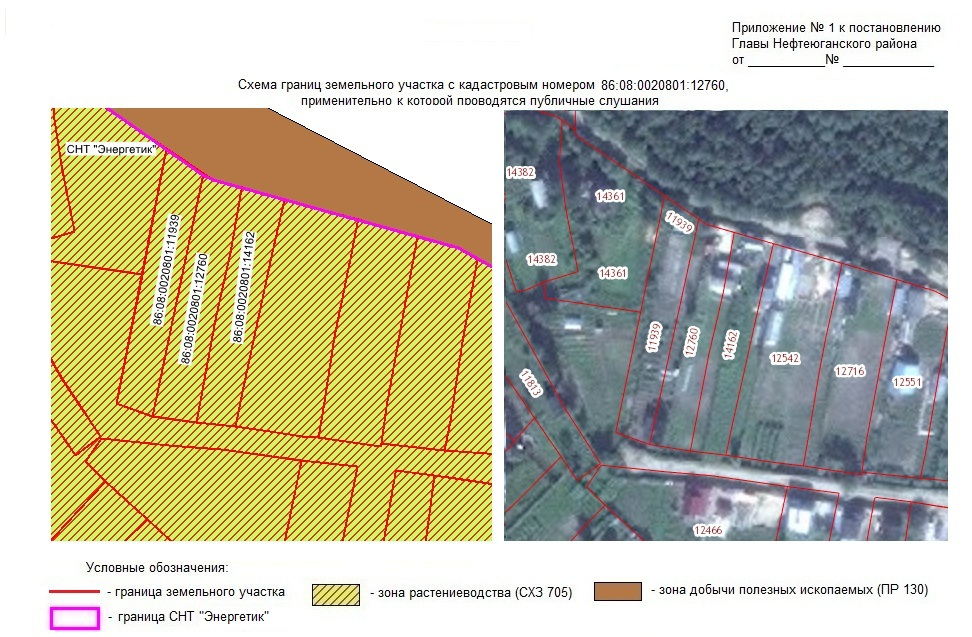 Приложение № 1 к постановлению
Главы Нефтеюганского района
от ___________№ _____________
Схема границ земельного участка с кадастровым номером 86:08:0020801:12760,
применительно к которой проводятся публичные слушания
СНТ "Энергетик"
86:08:0020801:11939
86:08:0020801:12760
86:08:0020801:14162
14382
14361
11939
14382
14361
11939
12760
14162
12542
12716
12551
11813
12466
Условные обозначения:
- граница земельного участка
- зона растениеводства (СХЗ 705)
- зона добычи полезных ископаемых (ПР 130)
- граница СНТ "Энергетик"